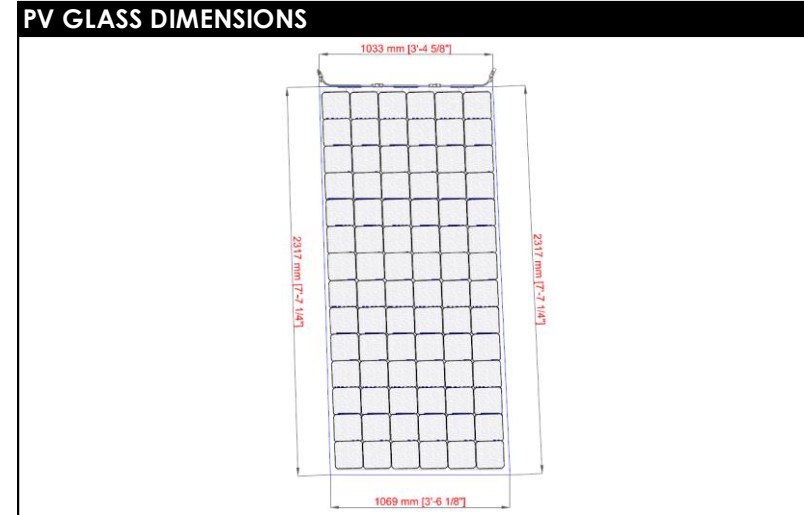 PV GLASS DIMENSIONS
1033 mm [3'-4 5/8"]
2317 mm [7'-7 1/4"]
2317 mm [7'-7 1/4"]
1069 mm [3'-6 1/8"]